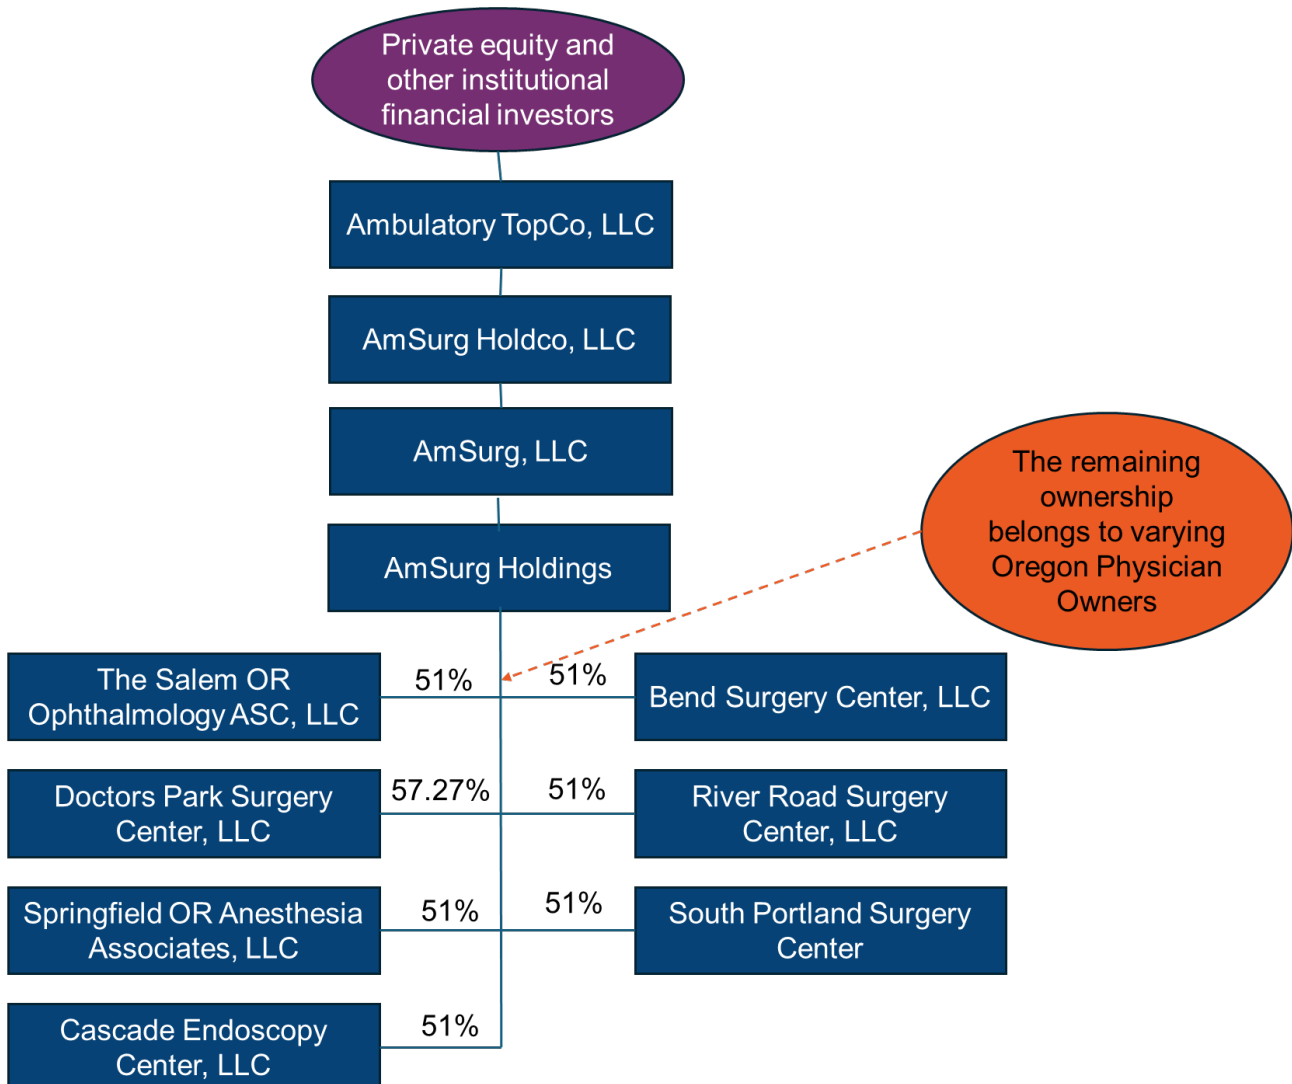 Private equity and
other institutional
financial investors
Ambulatory TopCo, LLC
AmSurg Holdco, LLC
AmSurg, LLC
AmSurg Holdings
The remaining
ownership
belongs to varying
Oregon Physician
Owners
The Salem OR
Ophthalmology ASC, LLC
51%
51%
Bend Surgery Center, LLC
Doctors Park Surgery
Center, LLC
57.27%
51%
River Road Surgery
Center, LLC
Springfield OR Anesthesia
Associates, LLC
51%
51%
South Portland Surgery
Center
Cascade Endoscopy
Center, LLC
51%